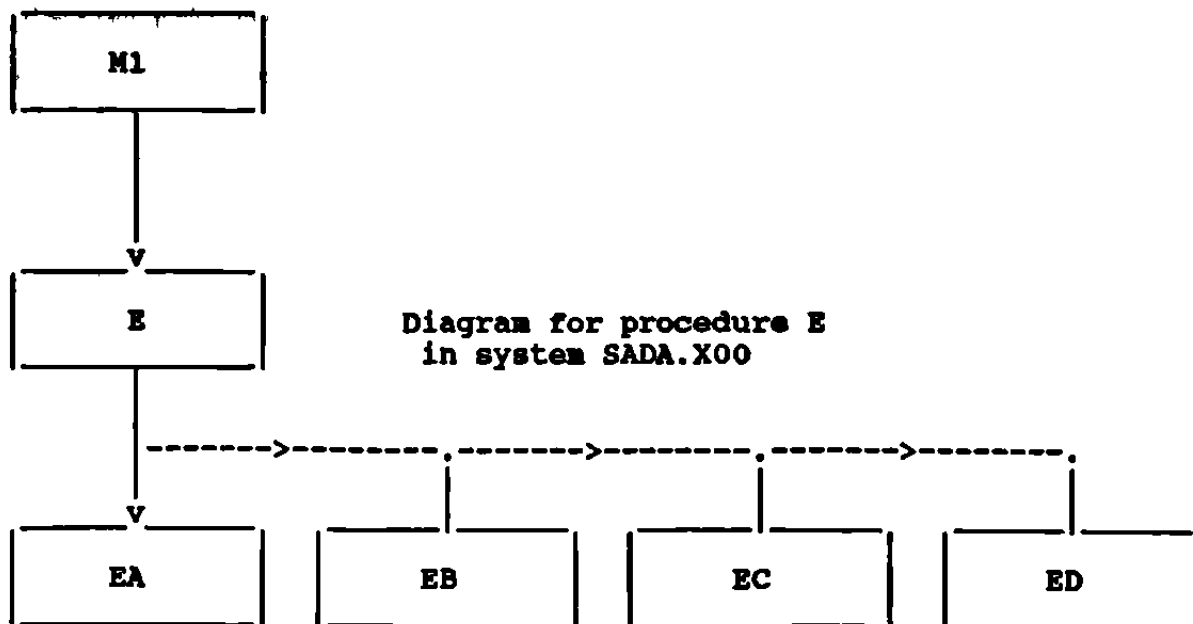 M1
E
Diagram for procedure E
in system SADA.X00
EA
EB
EC
ED